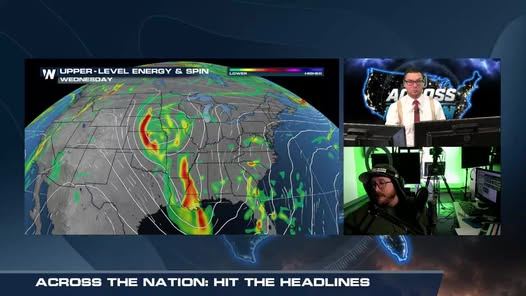 W UPPER-LEVEL ENERGY & SPIN
WEDNESDAY
LOWER
HIGHER
ACROSS
ACROSS THE NATION: HIT THE HEADLINES